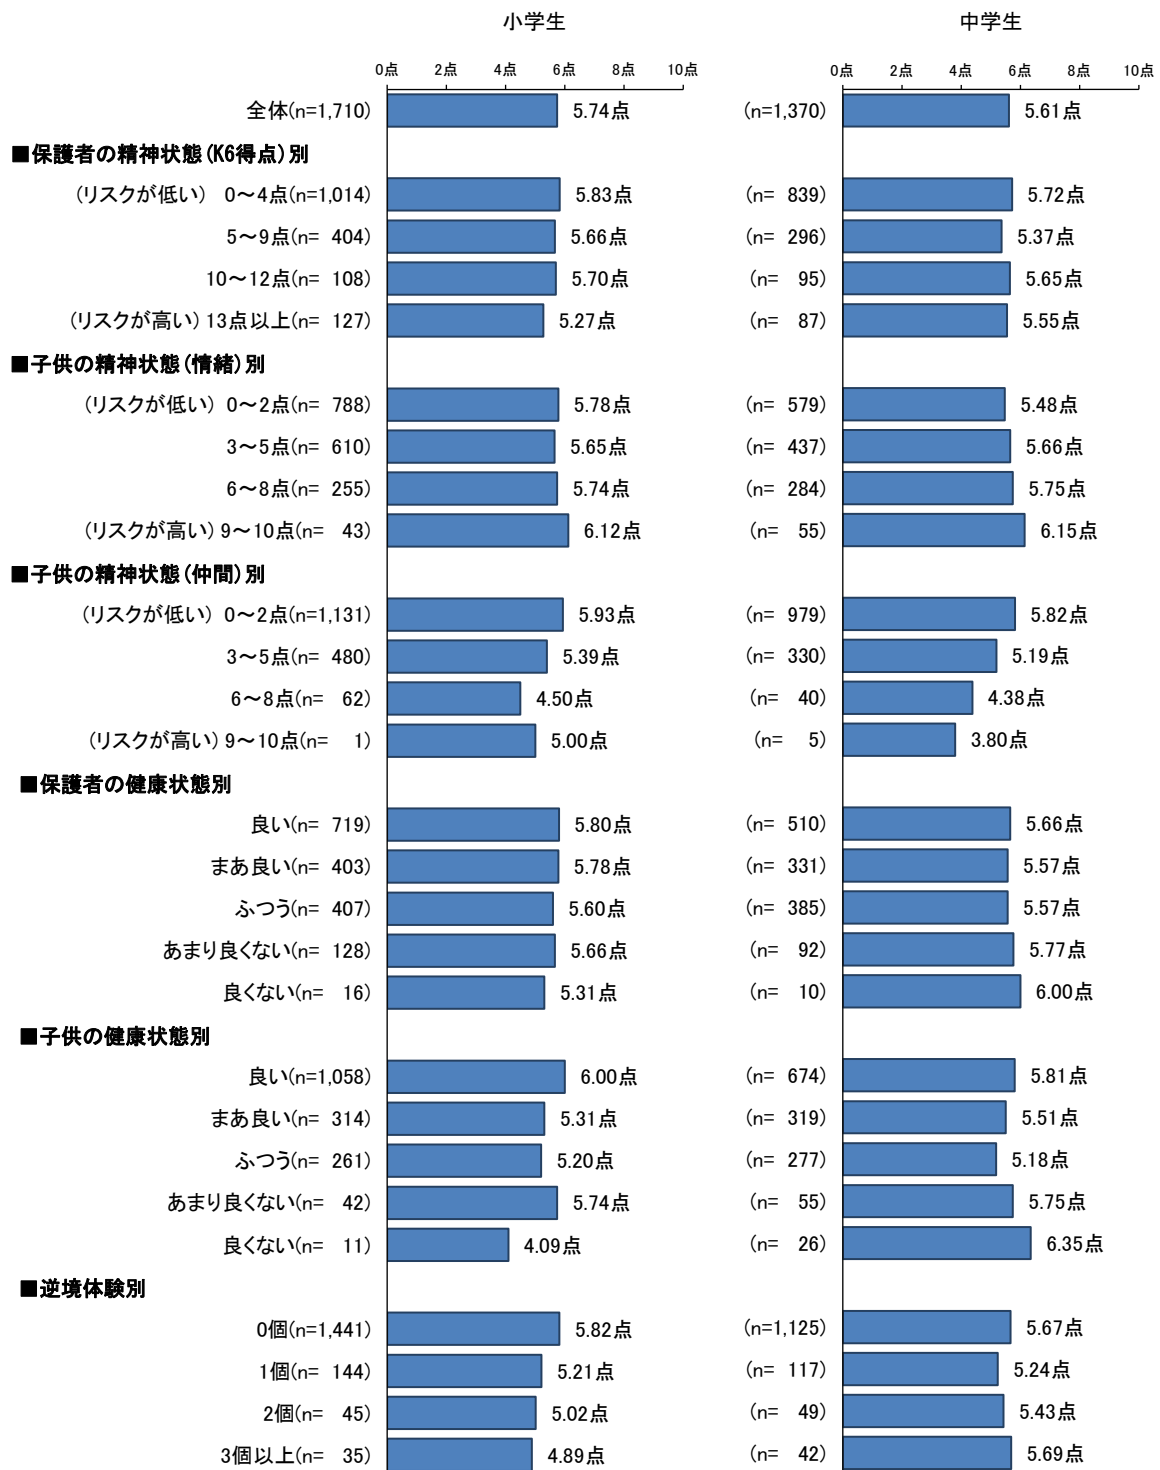 小学生 中学生
0点 2点 4点 6点 8点 10点 0点 2点 4点 6点 8点 10点
全体(n=1,710) 5.74点 (n=1,370) 5.61点
■保護者の精神状態(K6得点)別
(リスクが低い) 0～4点(n=1,014) 5.83点 (n= 839) 5.72点
5～9点(n= 404) 5.66点 (n= 296) 5.37点
10～12点(n= 108) 5.70点 (n= 95) 5.65点
(リスクが高い) 13点以上(n= 127) 5.27点 (n= 87) 5.55点
■子供の精神状態(情緒)別
(リスクが低い) 0～2点(n= 788) 5.78点 (n= 579) 5.48点
3～5点(n= 610) 5.65点 (n= 437) 5.66点
6～8点(n= 255) 5.74点 (n= 284) 5.75点
(リスクが高い) 9～10点(n= 43) 6.12点 (n= 55) 6.15点
■子供の精神状態(仲間)別
(リスクが低い) 0～2点(n=1,131) 5.93点 (n= 979) 5.82点
3～5点(n= 480) 5.39点 (n= 330) 5.19点
6～8点(n= 62) 4.50点 (n= 40) 4.38点
(リスクが高い) 9～10点(n= 1) 5.00点 (n= 5) 3.80点
■保護者の健康状態別
良い(n= 719) 5.80点 (n= 510) 5.66点
まあ良い(n= 403) 5.78点 (n= 331) 5.57点
ふつう(n= 407) 5.60点 (n= 385) 5.57点
あまり良くない(n= 128) 5.66点 (n= 92) 5.77点
良くない(n= 16) 5.31点 (n= 10) 6.00点
■子供の健康状態別
良い(n=1,058) 6.00点 (n= 674) 5.81点
まあ良い(n= 314) 5.31点 (n= 319) 5.51点
ふつう(n= 261) 5.20点 (n= 277) 5.18点
あまり良くない(n= 42) 5.74点 (n= 55) 5.75点
良くない(n= 11) 4.09点 (n= 26) 6.35点
■逆境体験別
0個(n=1,441) 5.82点 (n=1,125) 5.67点
1個(n= 144) 5.21点 (n= 117) 5.24点
2個(n= 45) 5.02点 (n= 49) 5.43点
3個以上(n= 35) 4.89点 (n= 42) 5.69点